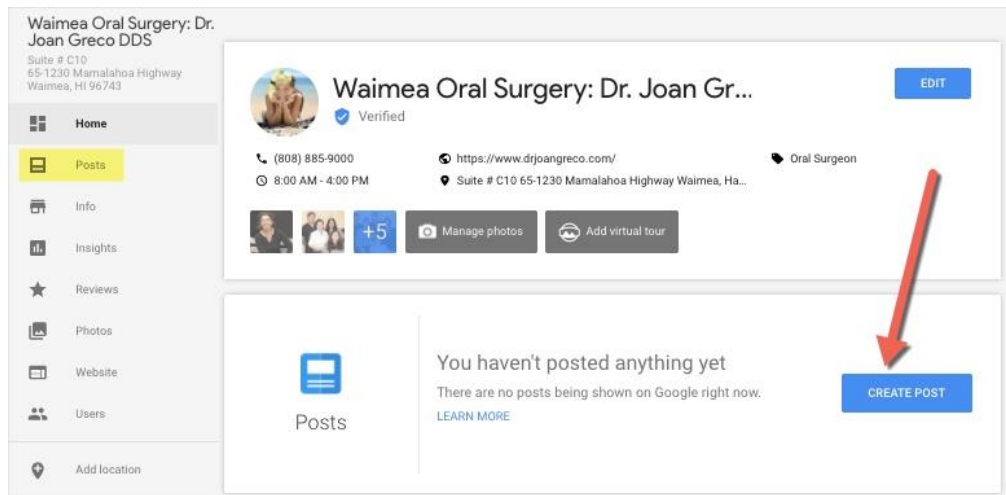 Waimea Oral Surgery: Dr.
Joan Greco DDS
Suite # C10
65-1230 Mamalahoa Highway
Waimea, HI 96743
Home
Posts
Info
Insights
Reviews
Photos
Website
Users
Add location
Waimea Oral Surgery: Dr. Joan Gr...
Verified
EDIT
(808) 885-9000
https://www.drjoangreco.com/
Oral Surgeon
8:00 AM - 4:00 PM
Suite # C10 65-1230 Mamalahoa Highway Waimea, Ha...
+5
Manage photos
Add virtual tour
Posts
You haven't posted anything yet
There are no posts being shown on Google right now.
LEARN MORE
CREATE POST